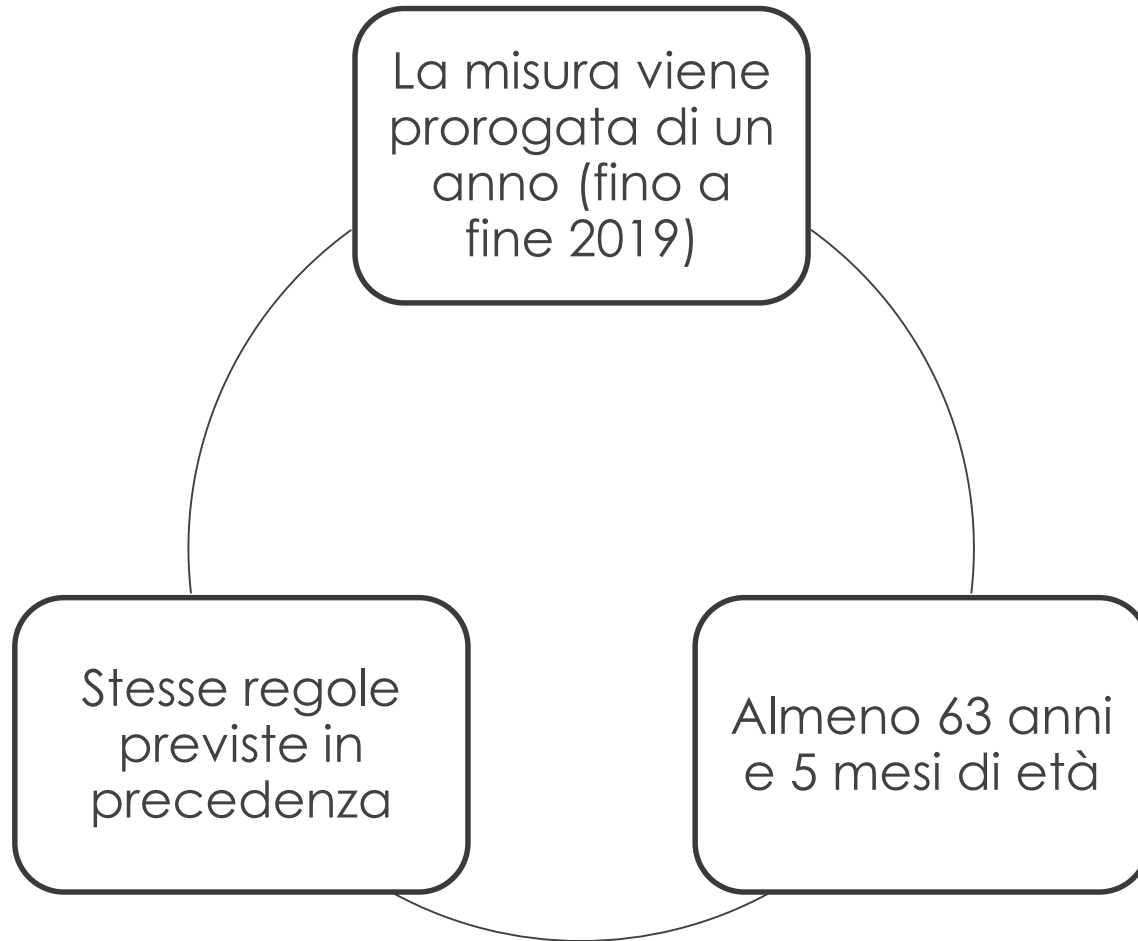 La misura viene
prorogata di un
anno (fino a
fine 2019)
Stesse regole
previste in
precedenza
Almeno 63 anni
e 5 mesi di età